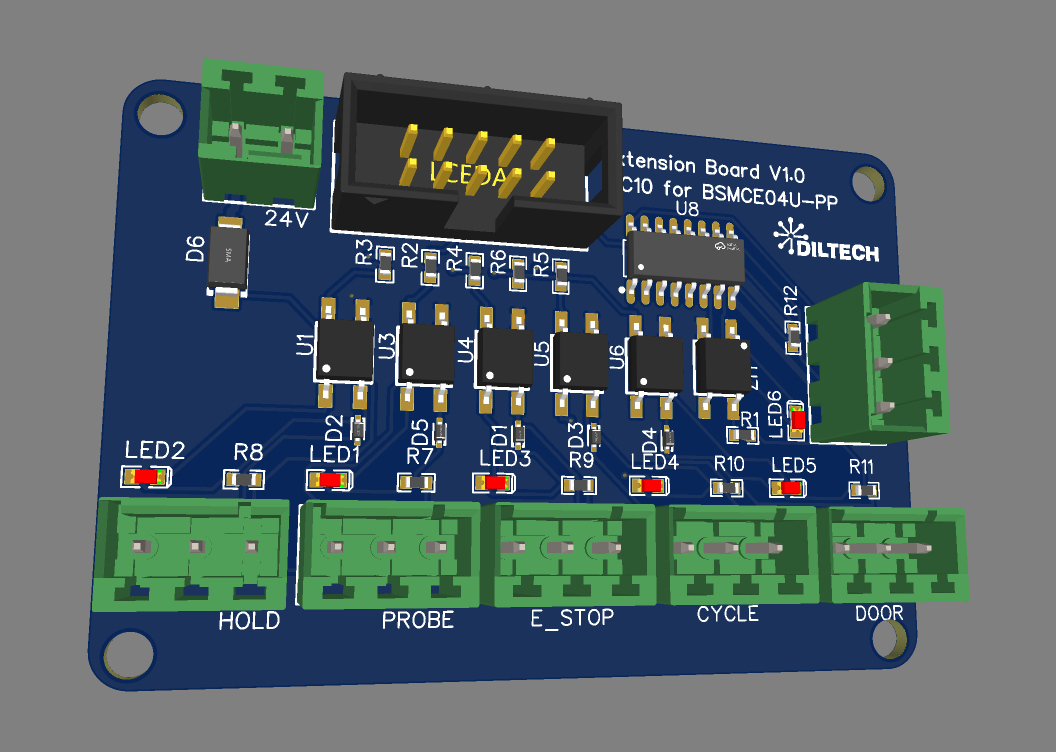 LCEDA
xtension Board V1.0
C10 for BSMCE04U-PP
U8
DILTECH
24V
D6
SMA
R3
R2
R4
R6
R5
R12
U1
U3
U4
U5
U6
LED6
R1
D2
D5
D1
D3
D4
LED2
R8
LED1
R7
LED3
R9
LED4
R10
LED5
R11
HOLD
PROBE
E_STOP
CYCLE
DOOR